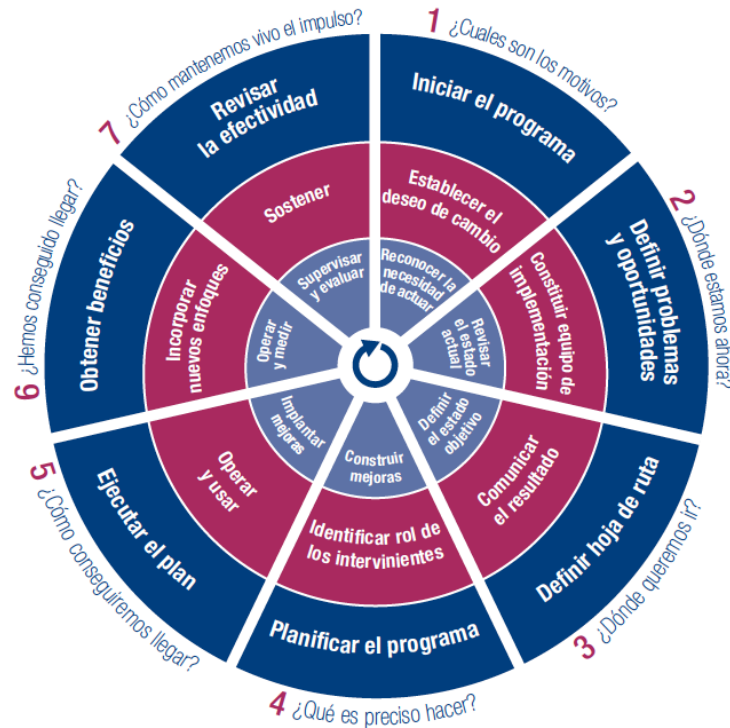 1 ¿Cuales son los motivos?
Iniciar el programa
Establecer el
deseo de cambio
Reconocer la
necesidad
de actuar
2 ¿Dónde estamos ahora?
Definir problemas
y oportunidades
Constituir equipo de
implementación
Revisar
el estado
actual
3 ¿Dónde queremos ir?
Definir hoja de ruta
Comunicar
el resultado
Definir
el estado
objetivo
4 ¿Qué es preciso hacer?
Planificar el programa
Identificar rol de
los intervinientes
Construir
mejoras
5 ¿Cómo conseguiremos llegar?
Ejecutar el plan
Operar
y usar
Implantar
mejoras
6 ¿Hemos conseguido llegar?
Obtener beneficios
Incorporar
nuevos enfoques
Operar
y medir
7 ¿Cómo mantenemos vivo el impulso?
Revisar
la efectividad
Sostener
Supervisar
y evaluar